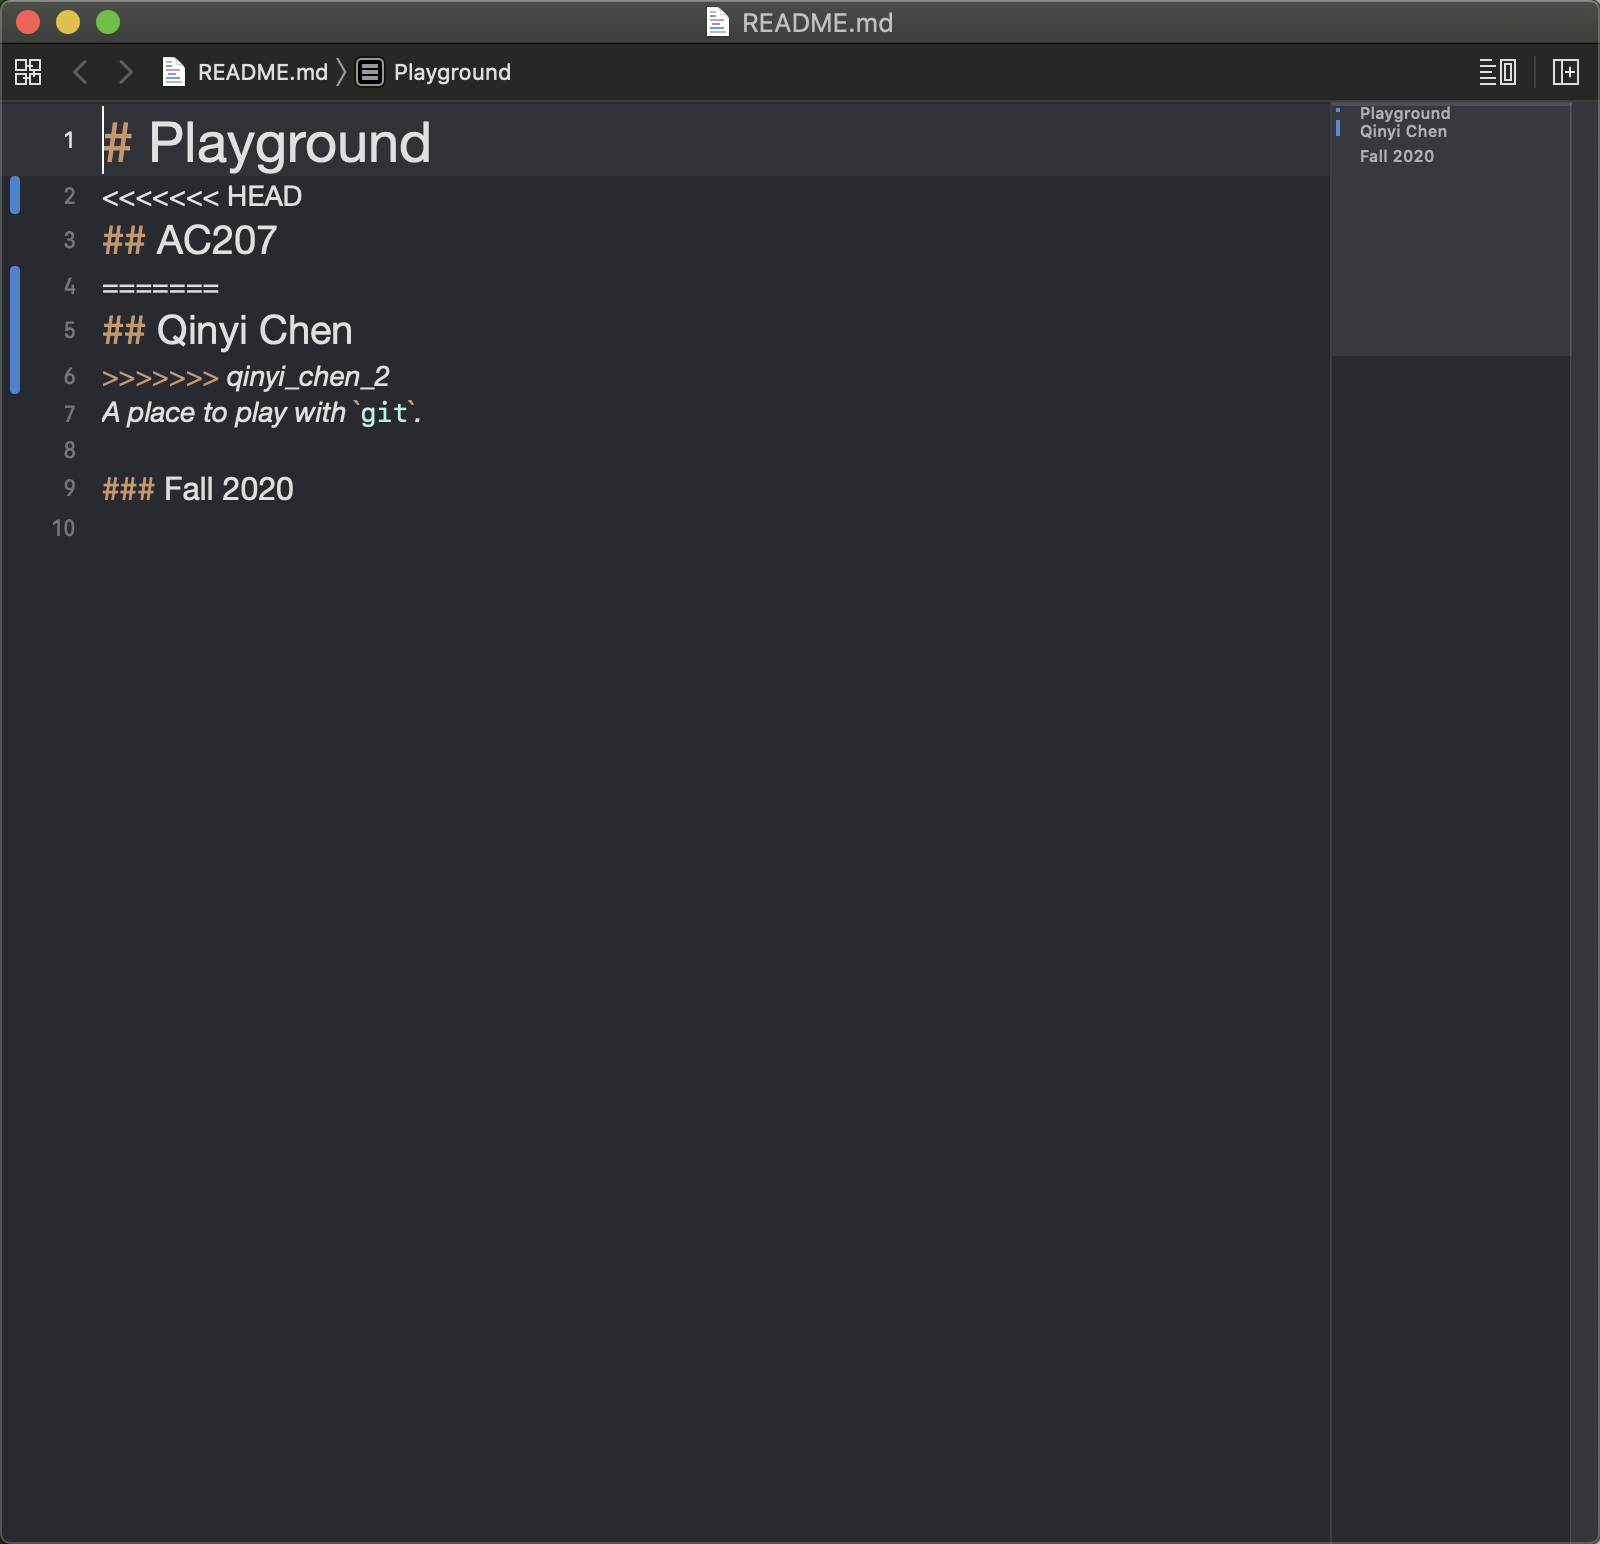 README.md
README.md Playground
1 # Playground
2 <<<<<<< HEAD
3 ## AC207
4 =======
5 ## Qinyi Chen
6 >>>>>>> qinyi_chen_2
7 A place to play with `git`.
8
9 ### Fall 2020
10
Playground
Qinyi Chen
Fall 2020